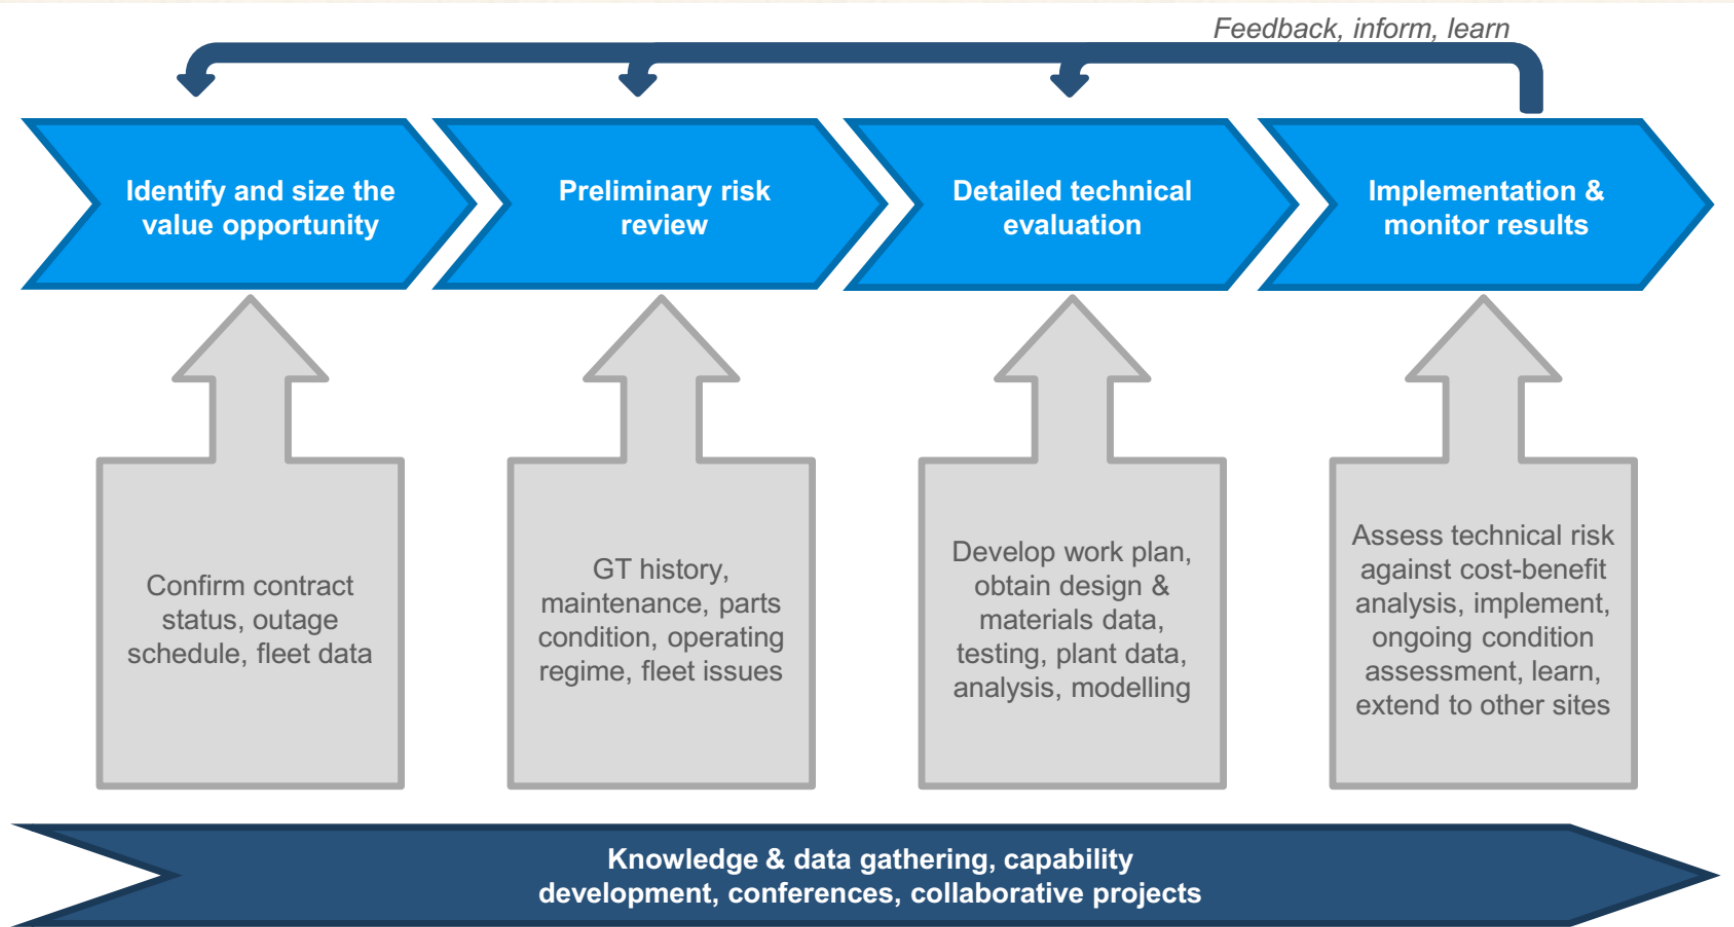 Feedback, inform, learn
Identify and size the
value opportunity
Preliminary risk
review
Detailed technical
evaluation
Implementation &
monitor results
Confirm contract
status, outage
schedule, fleet data
GT history,
maintenance, parts
condition, operating
regime, fleet issues
Develop work plan,
obtain design &
materials data,
testing, plant data,
analysis, modelling
Assess technical risk
against cost-benefit
analysis, implement,
ongoing condition
assessment, learn,
extend to other sites
Knowledge & data gathering, capability
development, conferences, collaborative projects